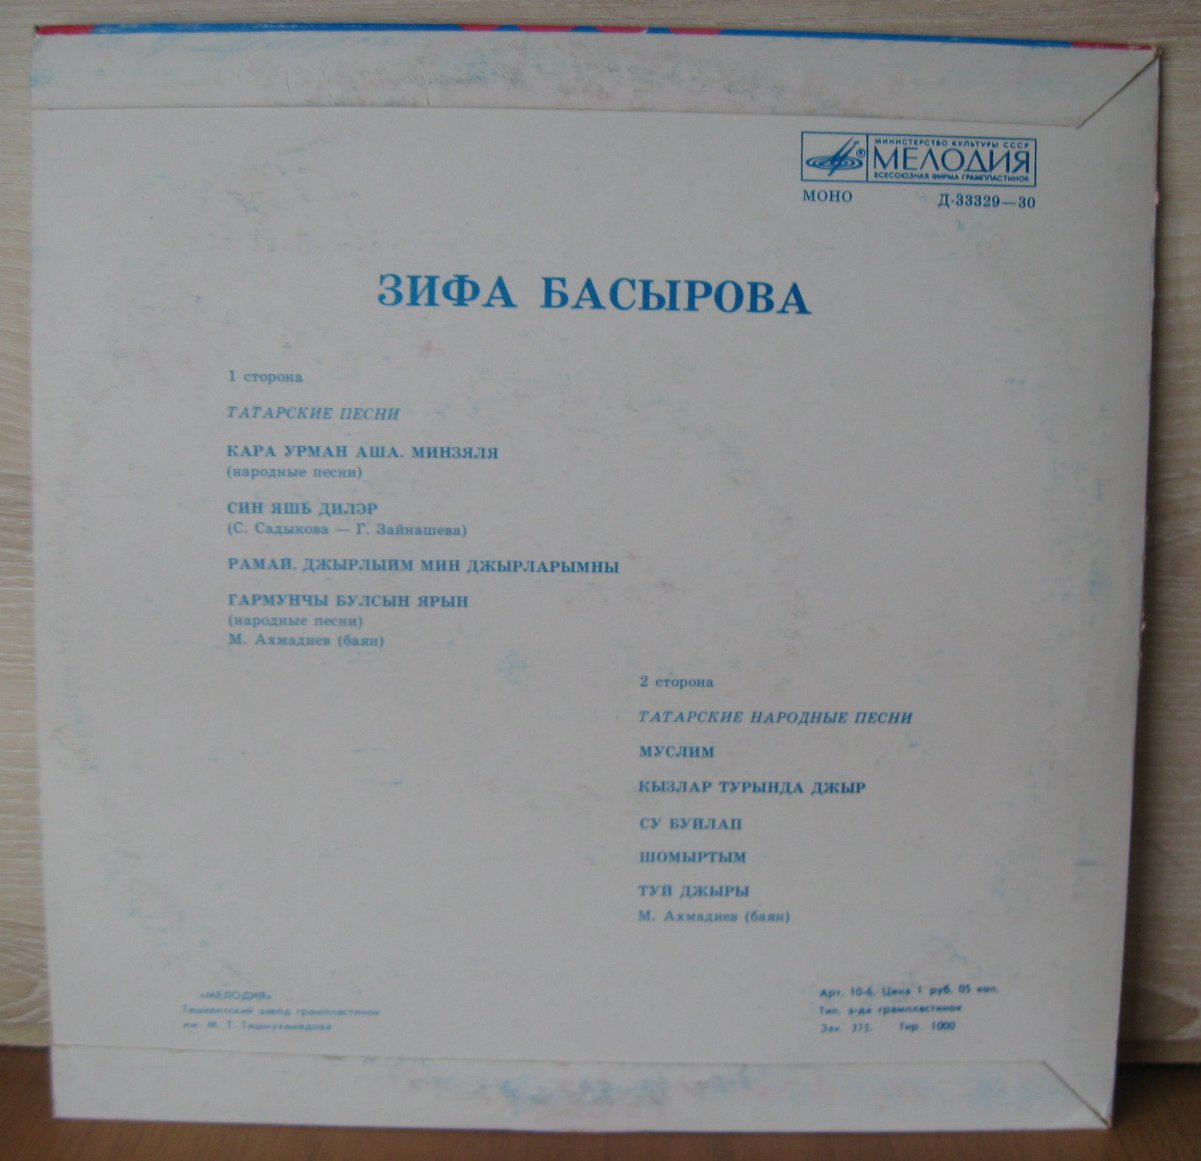 МИНИСТЕРСТВО КУЛЬТУРЫ СССР
МЕЛОДИЯ
ВСЕСОЮЗНАЯ ФИРМА ГРАМПЛАСТИНОК
МОНО Д-33329—30
ЗИФА БАСЫРОВА
1 сторона
ТАТАРСКИЕ ПЕСНИ
КАРА УРМАН АША. МИНЗЯЛЯ
(народные песни)
СИН ЯШЬ ДИЛЭР
(С. Садыкова — Г. Зайнашева)
РАМАЙ. ДЖЫРЛЫЙМ МИН ДЖЫРЛАРЫМНЫ
ГАРМУНЧЫ БУЛСЫН ЯРЫН
(народные песни)
М. Ахмадиев (баян)
2 сторона
ТАТАРСКИЕ НАРОДНЫЕ ПЕСНИ
МУСЛИМ
КЫЗЛАР ТУРЫНДА ДЖЫР
СУ БУЙЛАП
ШОМЫРТЫМ
ТУЙ ДЖЫРЫ
М. Ахмадиев (баян)
«МЕЛОДИЯ»
Ташкентский завод грампластинок
им. М. Т. Ташмухамедова
Арт. 10-6. Цена 1 руб. 05 коп.
Тип. з-да грампластинок
Зак. 375. Тир. 1000